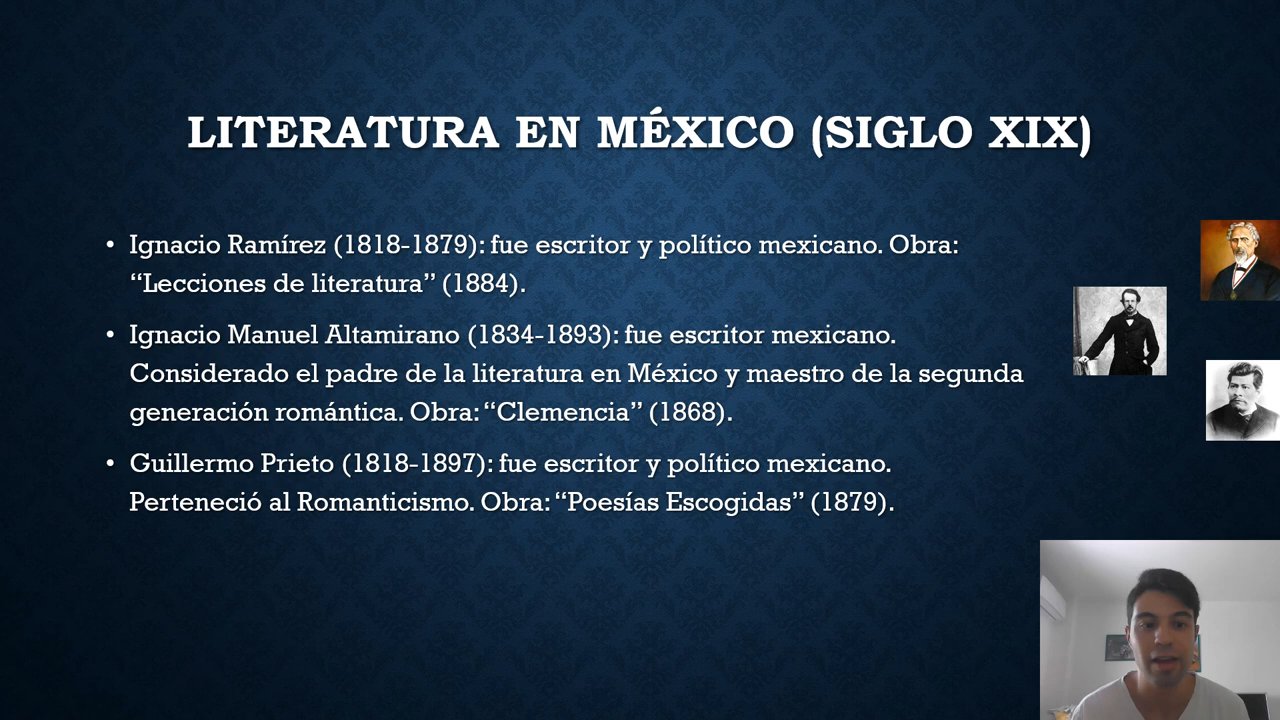 LITERATURA EN MÉXICO (SIGLO XIX)
• Ignacio Ramírez (1818-1879): fue escritor y político mexicano. Obra:
“Lecciones de literatura” (1884).
• Ignacio Manuel Altamirano (1834-1893): fue escritor mexicano.
Considerado el padre de la literatura en México y maestro de la segunda
generación romántica. Obra: “Clemencia” (1868).
• Guillermo Prieto (1818-1897): fue escritor y político mexicano.
Perteneció al Romanticismo. Obra: “Poesías Escogidas” (1879).